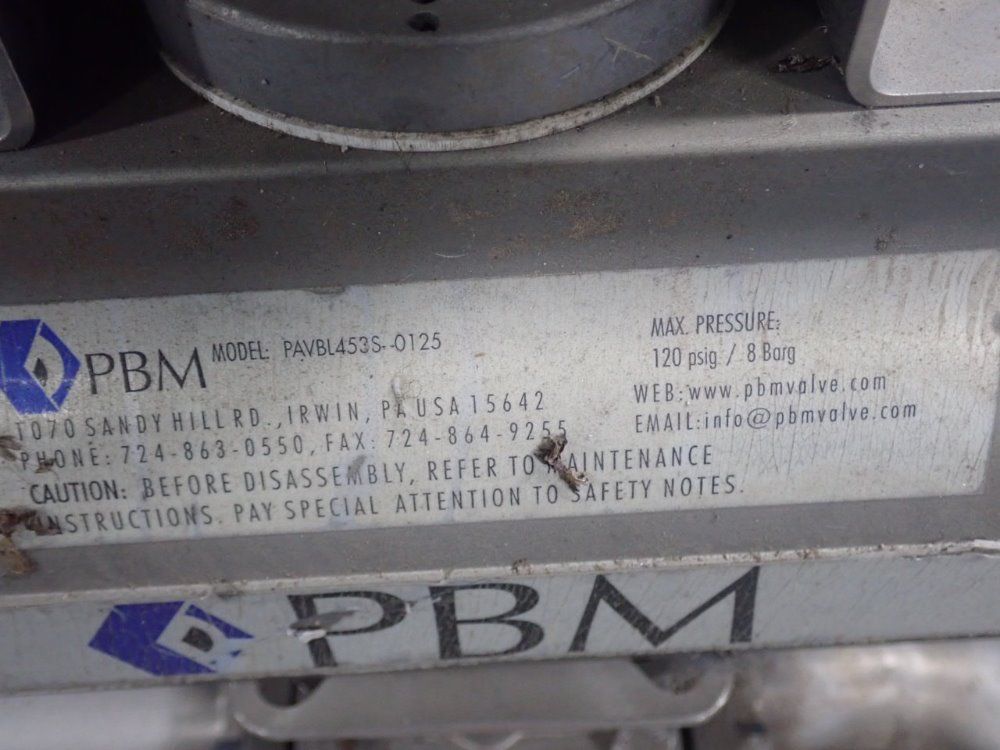 PBM MODEL: PAVBL453S--0125
1070 SANDY HILL RD., IRWIN, PA USA 15642
PHONE: 724-863-0550, FAX: 724-864-9255
CAUTION: BEFORE DISASSEMBLY, REFER TO MAINTENANCE
INSTRUCTIONS. PAY SPECIAL ATTENTION TO SAFETY NOTES.
MAX. PRESSURE:
120 psig / 8 Barg
WEB: www.pbmvalve.com
EMAIL: info@pbmvalve.com
PBM